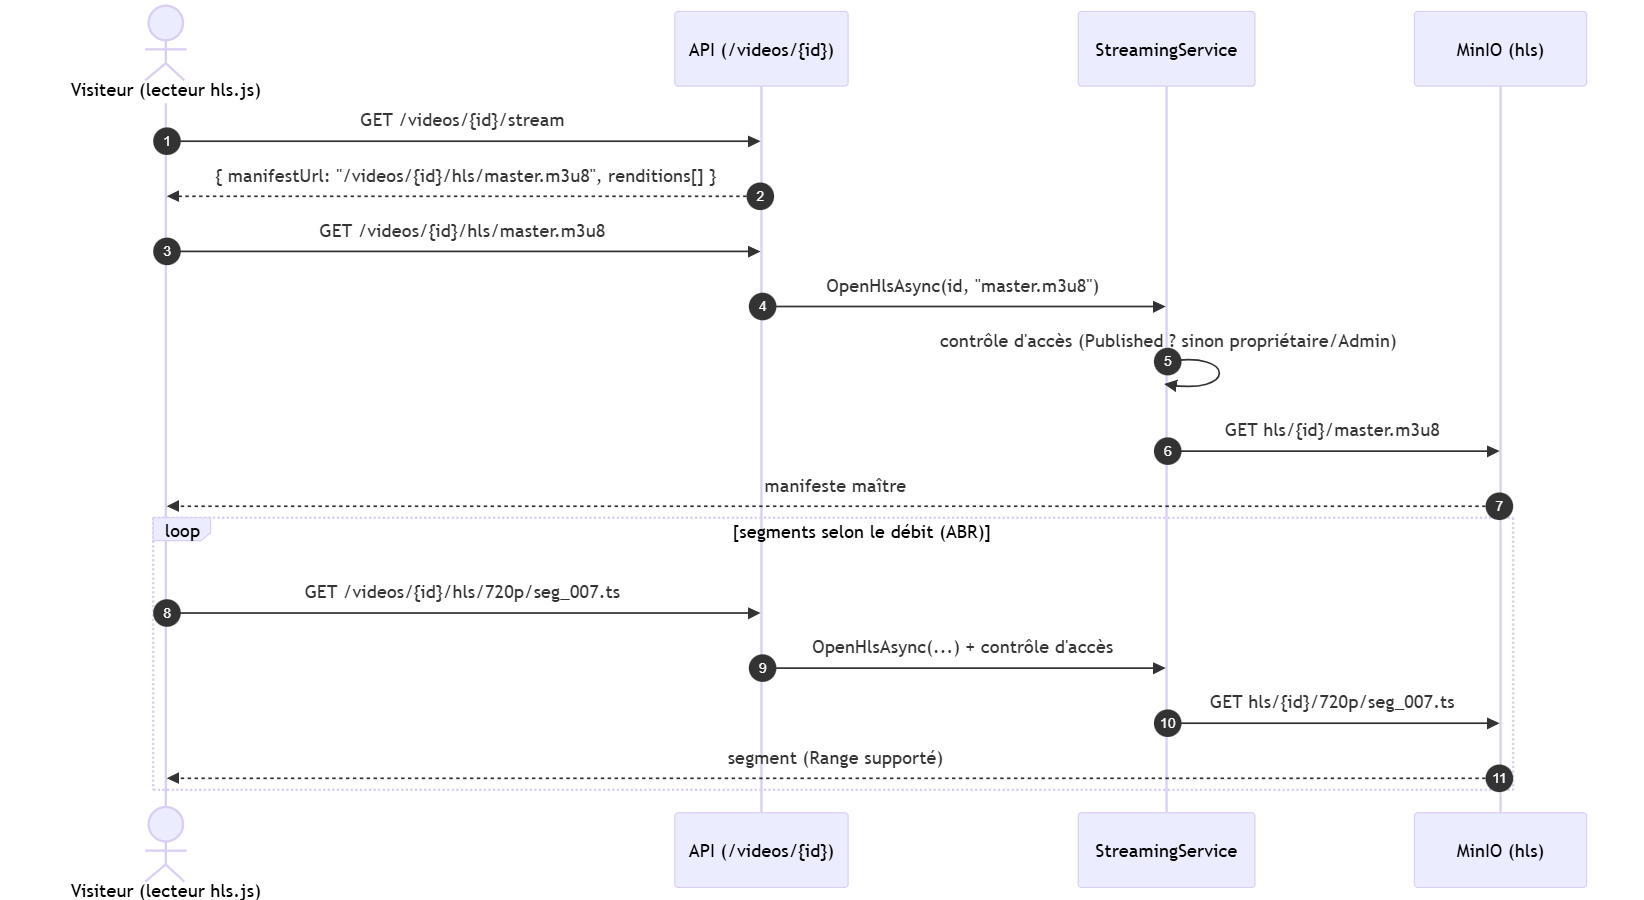 Visiteur (lecteur hls.js)
API (/videos/{id})
StreamingService
MinIO (hls)
GET /videos/{id}/stream
1
{ manifestUrl: "/videos/{id}/hls/master.m3u8", renditions[] }
2
GET /videos/{id}/hls/master.m3u8
3
OpenHlsAsync(id, "master.m3u8")
4
contrôle d'accès (Published ? sinon propriétaire/Admin)
5
GET hls/{id}/master.m3u8
6
manifeste maître
7
loop
[segments selon le débit (ABR)]
GET /videos/{id}/hls/720p/seg_007.ts
8
OpenHlsAsync(...) + contrôle d'accès
9
GET hls/{id}/720p/seg_007.ts
10
segment (Range supporté)
11
Visiteur (lecteur hls.js)
API (/videos/{id})
StreamingService
MinIO (hls)